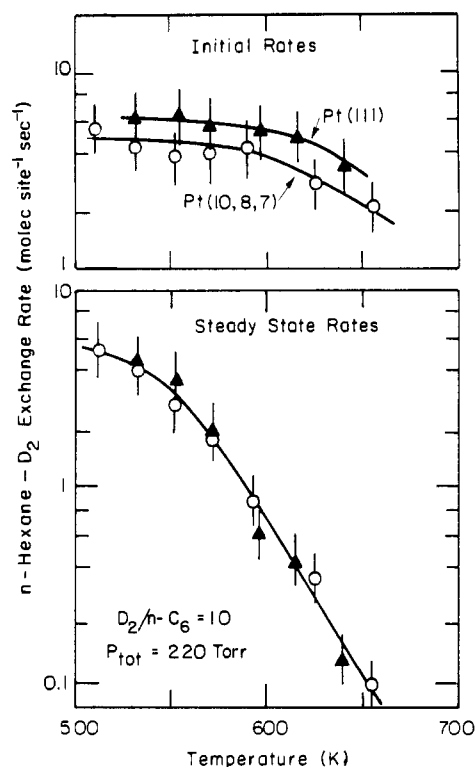 Initial Rates
10
Pt(111)
Pt(10,8,7)
1
n-Hexane – D₂ Exchange Rate (molec site⁻¹ sec⁻¹)
10
Steady State Rates
1
D₂/n-C₆ = 10
Pₜₒₜ = 220 Torr
0.1
500
600
700
Temperature (K)